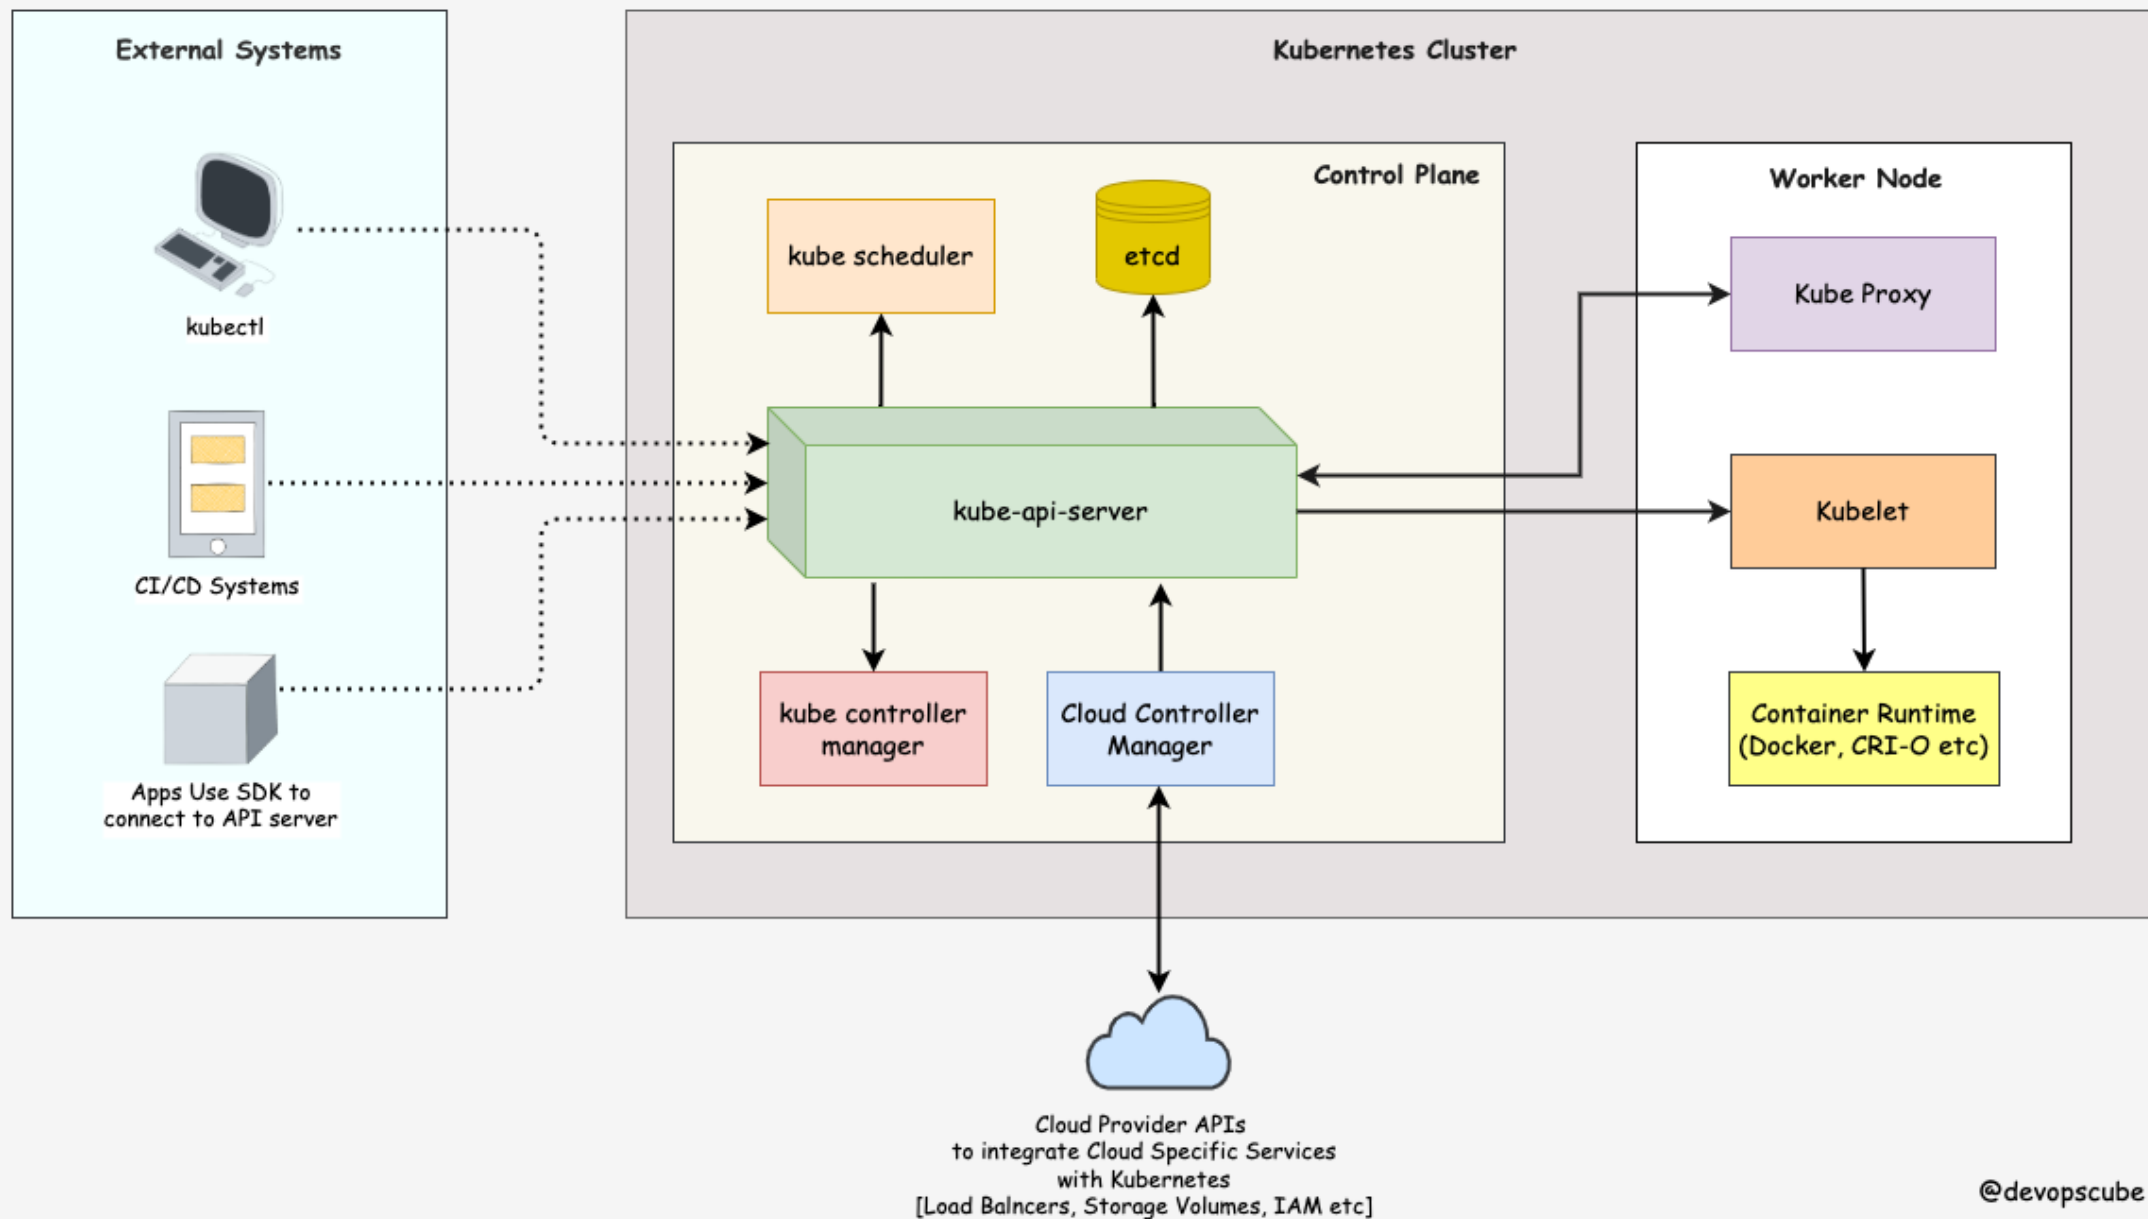 External Systems
kubectl
CI/CD Systems
Apps Use SDK to
connect to API server
Kubernetes Cluster
Control Plane
kube scheduler
etcd
kube-api-server
kube controller
manager
Cloud Controller
Manager
Worker Node
Kube Proxy
Kubelet
Container Runtime
(Docker, CRI-O etc)
Cloud Provider APIs
to integrate Cloud Specific Services
with Kubernetes
[Load Balncers, Storage Volumes, IAM etc]
@devopscube